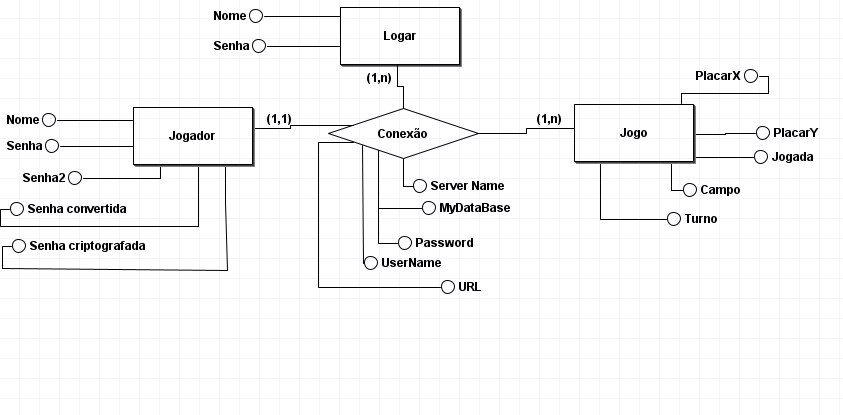 Nome
Logar
Senha
(1,n)
PlacarX
Nome
(1,1)
(1,n)
Jogador
Conexão
Jogo
PlacarY
Senha
Jogada
Senha2
Server Name
Campo
Senha convertida
MyDataBase
Turno
Senha criptografada
Password
UserName
URL